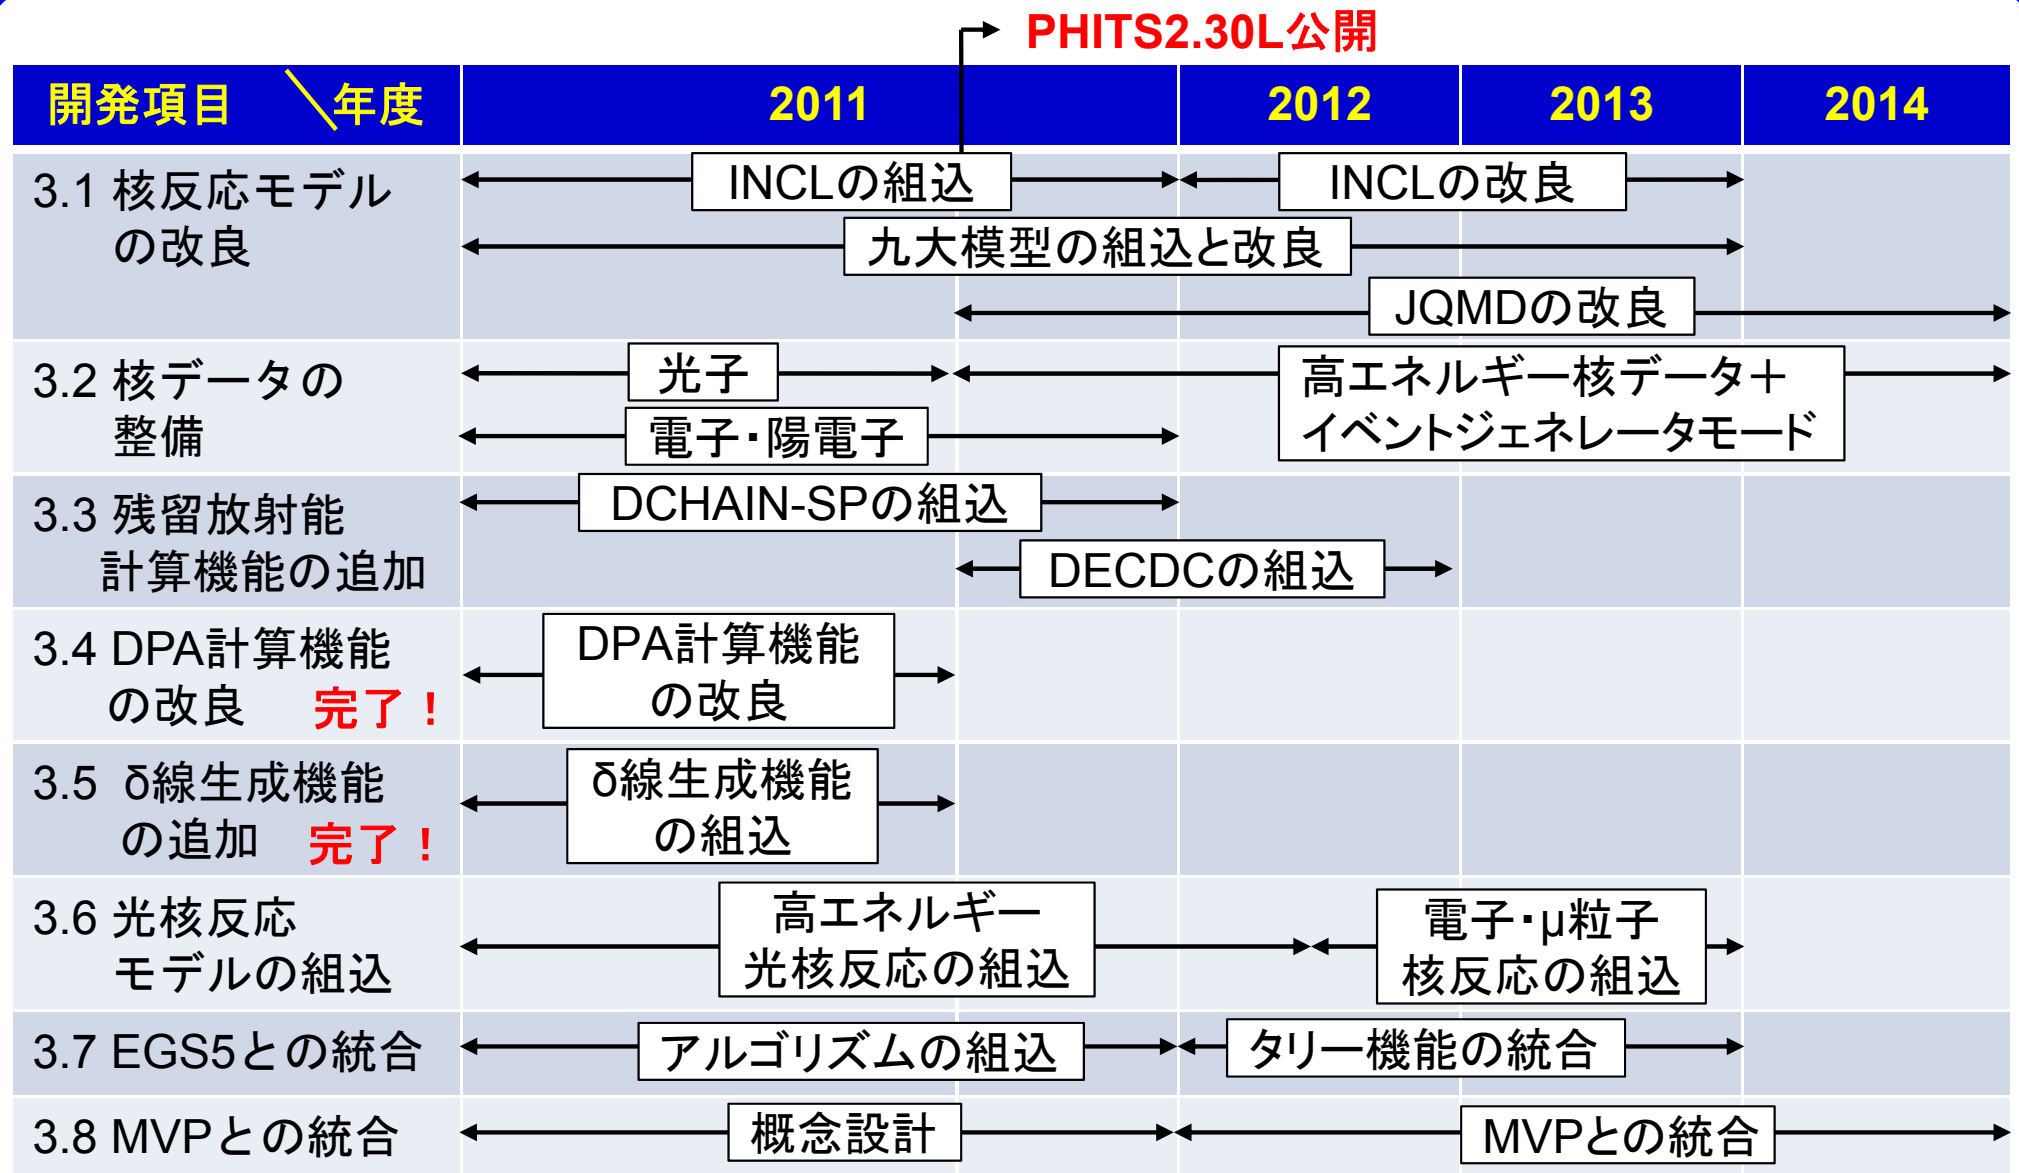 PHITS2.30L公開
開発項目 ＼年度 2011 2012 2013 2014
3.1 核反応モデル
の改良
INCLの組込 INCLの改良
九大模型の組込と改良
JQMDの改良
3.2 核データの
整備
光子
電子・陽電子
高エネルギー核データ＋
イベントジェネレータモード
3.3 残留放射能
計算機能の追加
DCHAIN-SPの組込
DECDCの組込
3.4 DPA計算機能
の改良 完了！
DPA計算機能
の改良
3.5 δ線生成機能
の追加 完了！
δ線生成機能
の組込
3.6 光核反応
モデルの組込
高エネルギー
光核反応の組込
電子・μ粒子
核反応の組込
3.7 EGS5との統合
アルゴリズムの組込 タリー機能の統合
3.8 MVPとの統合
概念設計 MVPとの統合